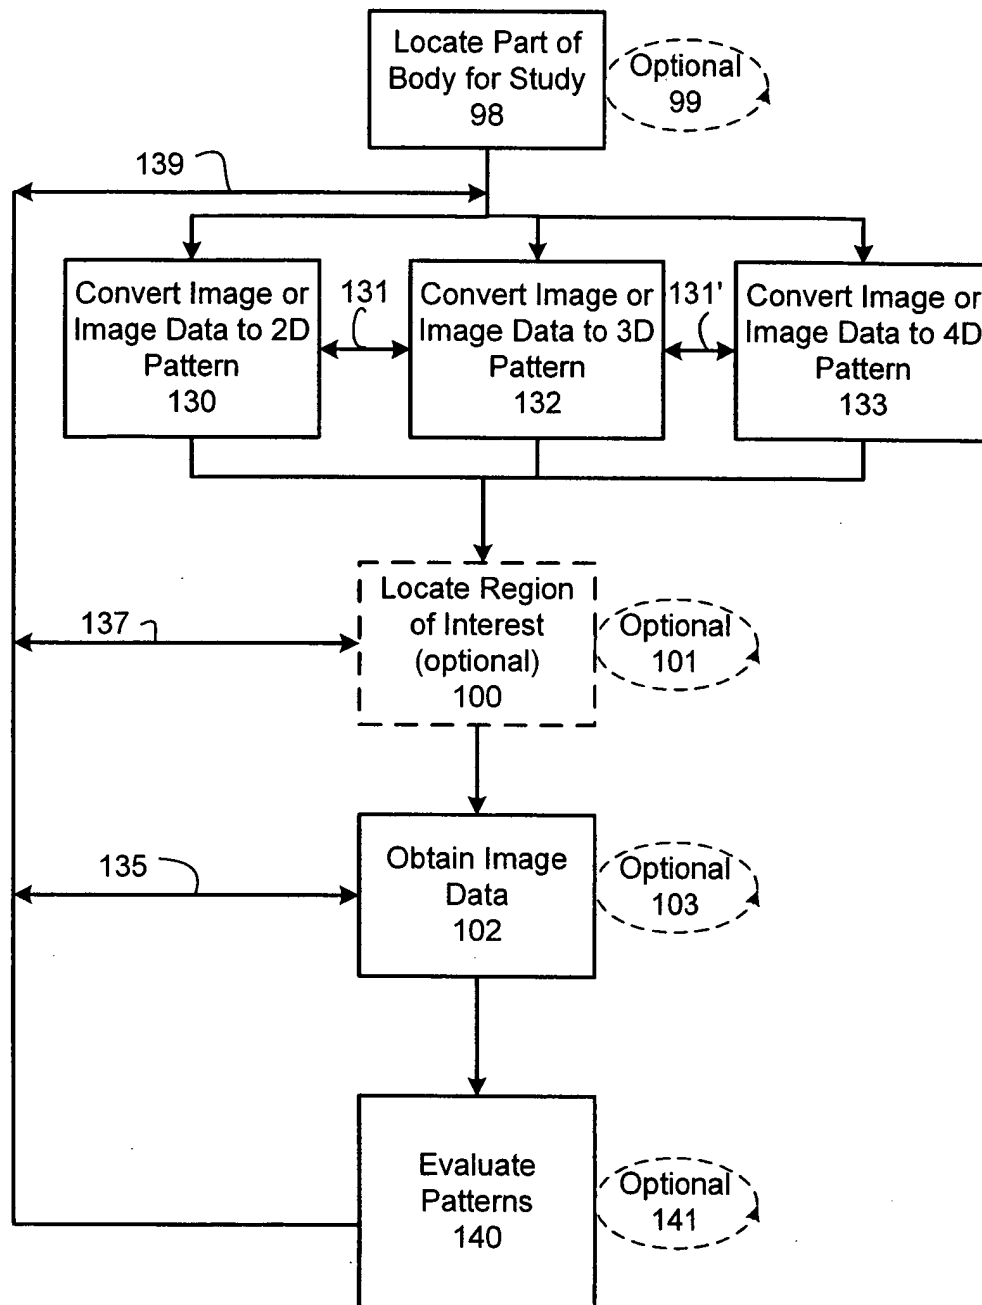 Locate Part of
Body for Study
98
Optional
99
139
Convert Image or
Image Data to 2D
Pattern
130
131
Convert Image or
Image Data to 3D
Pattern
132
131'
Convert Image or
Image Data to 4D
Pattern
133
Locate Region
of Interest
(optional)
100
Optional
101
137
Obtain Image
Data
102
Optional
103
135
Evaluate
Patterns
140
Optional
141